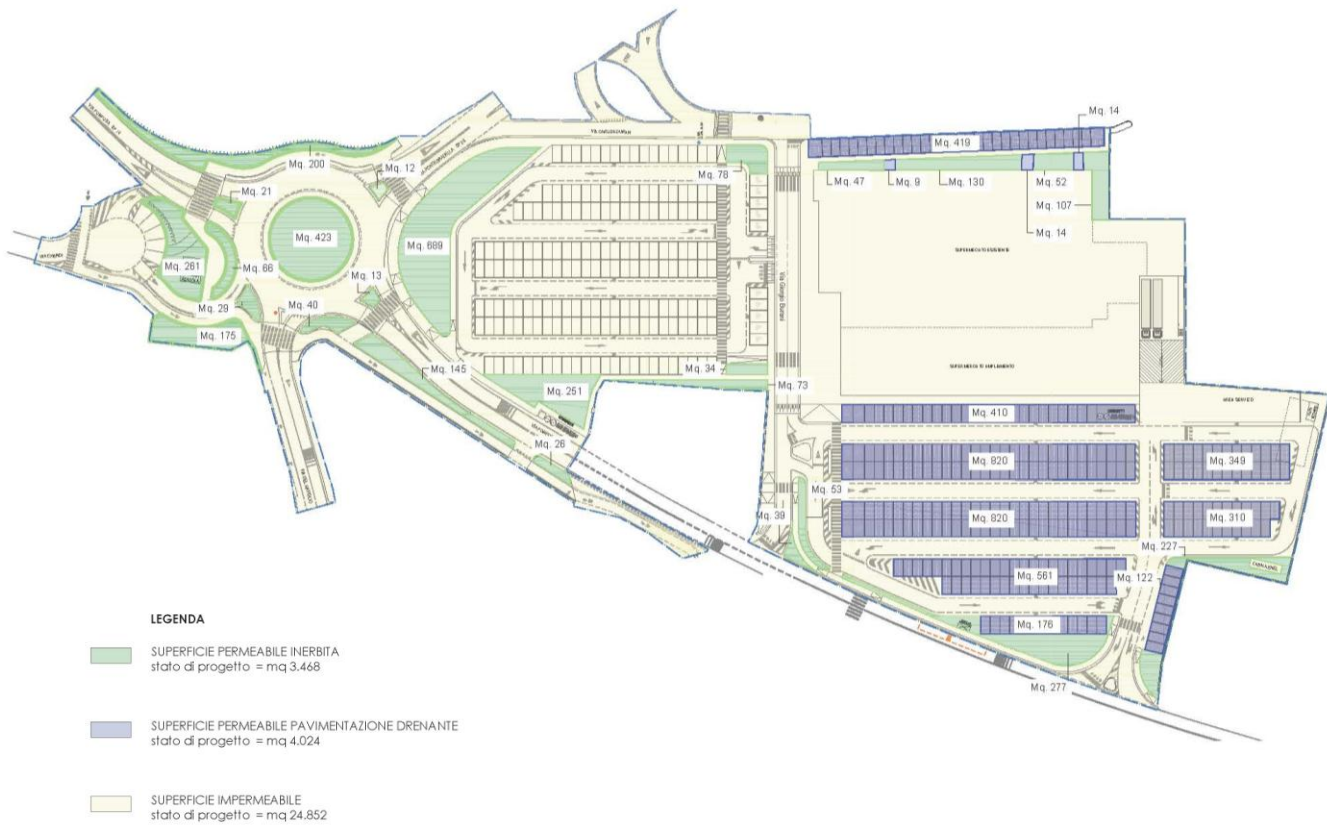 Mq. 14
Mq. 419
Mq. 12
Mq. 200
Mq. 78
Mq. 47
Mq. 9
Mq. 130
Mq. 52
Mq. 21
Mq. 107
Mq. 423
Mq. 689
Mq. 14
Mq. 261
Mq. 66
Mq. 13
SUPERMERCATO ESISTENTE
Mq. 29
Mq. 40
Mq. 175
Mq. 145
Mq. 34
SUPERMERCATO AMPLIAMENTO
Mq. 251
Mq. 73
Mq. 410
Mq. 26
Mq. 820
Mq. 349
Mq. 53
Mq. 39
Mq. 820
Mq. 310
Mq. 227
Mq. 561
Mq. 122
Mq. 176
Mq. 277
LEGENDA
SUPERFICIE PERMEABILE INERBITA
stato di progetto = mq 3.468
SUPERFICIE PERMEABILE PAVIMENTAZIONE DRENANTE
stato di progetto = mq 4.024
SUPERFICIE IMPERMEABILE
stato di progetto = mq 24.852